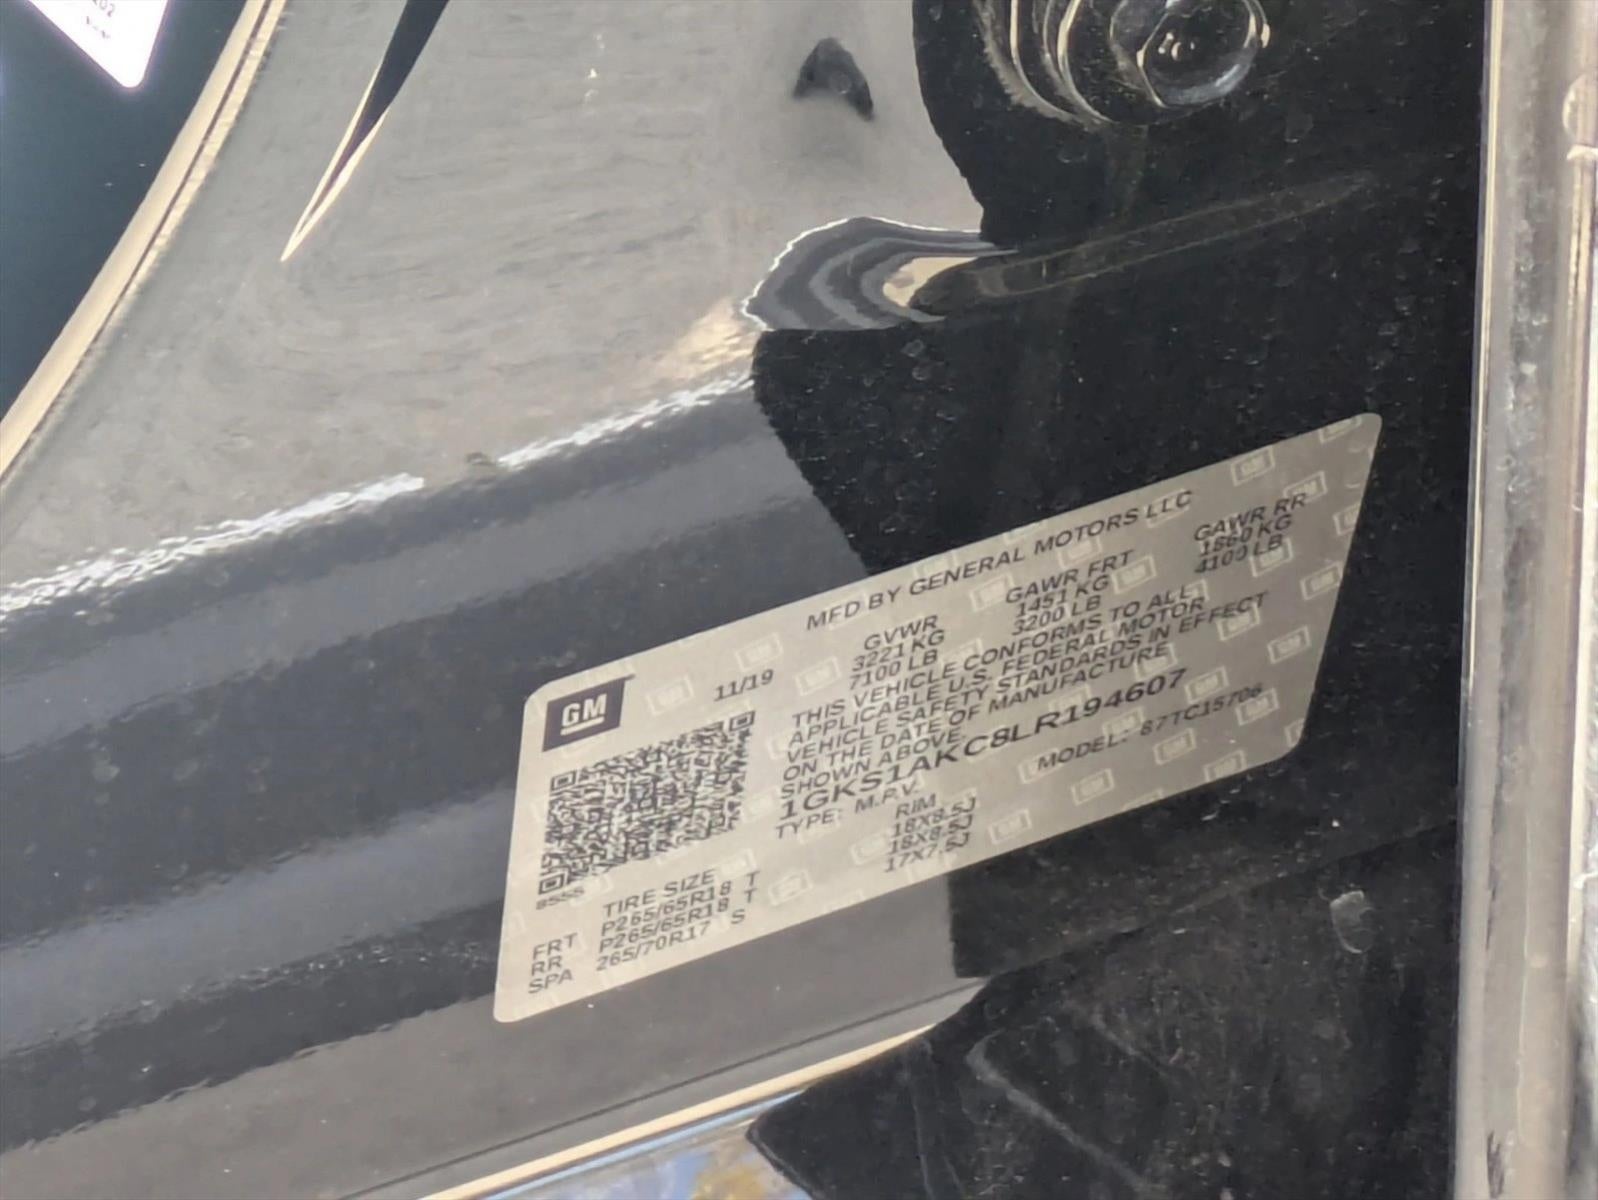 GM
11/19
MFD BY GENERAL MOTORS LLC
GVWR GAWR FRT GAWR RR
3221 KG 1451 KG 1860 KG
7100 LB 3200 LB 4100 LB
THIS VEHICLE CONFORMS TO ALL
APPLICABLE U.S. FEDERAL MOTOR
VEHICLE SAFETY STANDARDS IN EFFECT
ON THE DATE OF MANUFACTURE
SHOWN ABOVE.
1GKS1AKC8LR194607
TYPE: M.P.V. MODEL: 87TC15706
8555
TIRE SIZE RIM
FRT P265/65R18 T 18X8.5J
RR P265/65R18 T 18X8.5J
SPA 265/70R17 S 17X7.5J